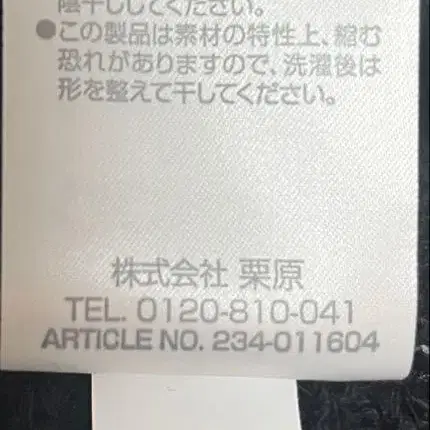 陰干ししてください。
●この製品は素材の特性上、縮む
恐れがありますので、洗濯後は
形を整えて干してください。
株式会社 栗原
TEL. 0120-810-041
ARTICLE NO. 234-011604